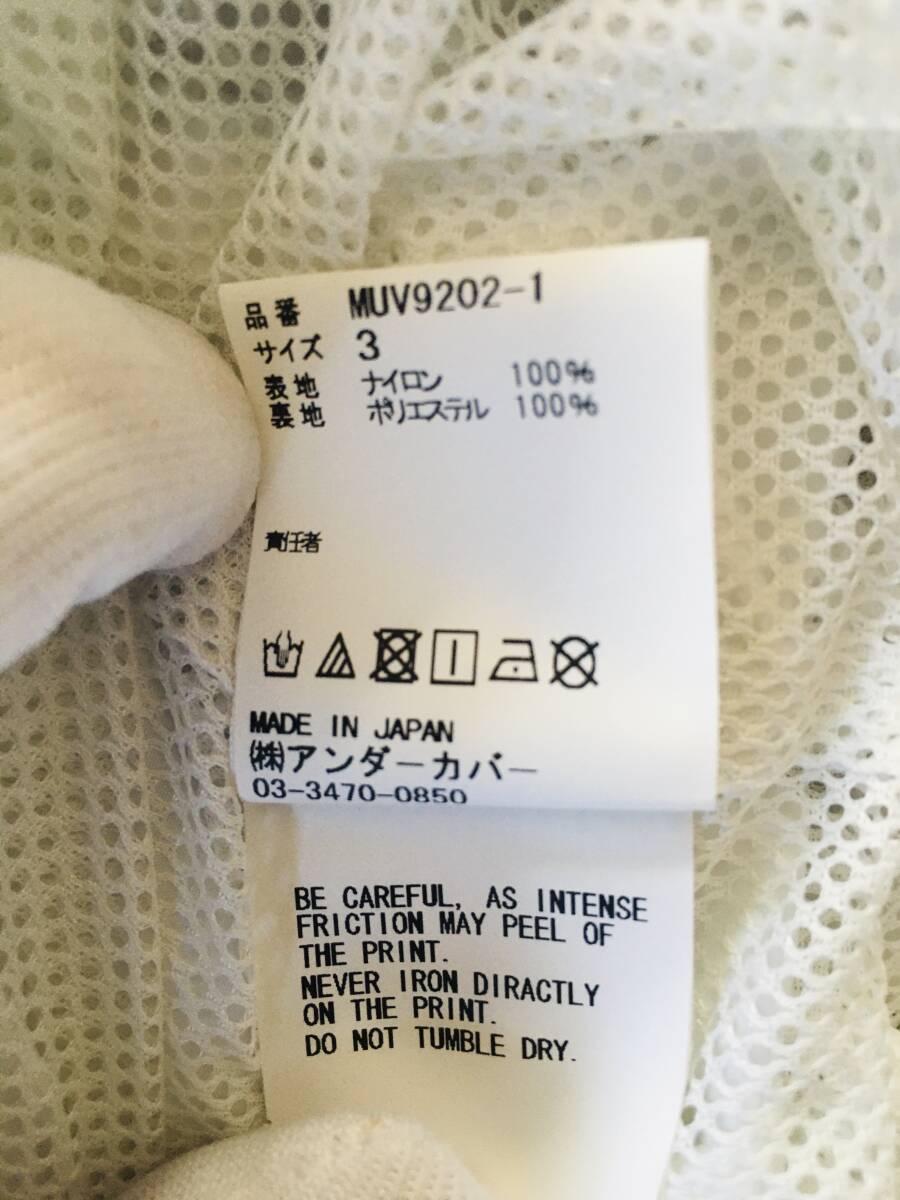 品番 MUV9202-1
サイズ 3
表地 ナイロン 100%
裏地 ポリエステル 100%
責任者
MADE IN JAPAN
㈱アンダーカバー
03-3470-0850
BE CAREFUL, AS INTENSE
FRICTION MAY PEEL OF
THE PRINT.
NEVER IRON DIRACTLY
ON THE PRINT.
DO NOT TUMBLE DRY.